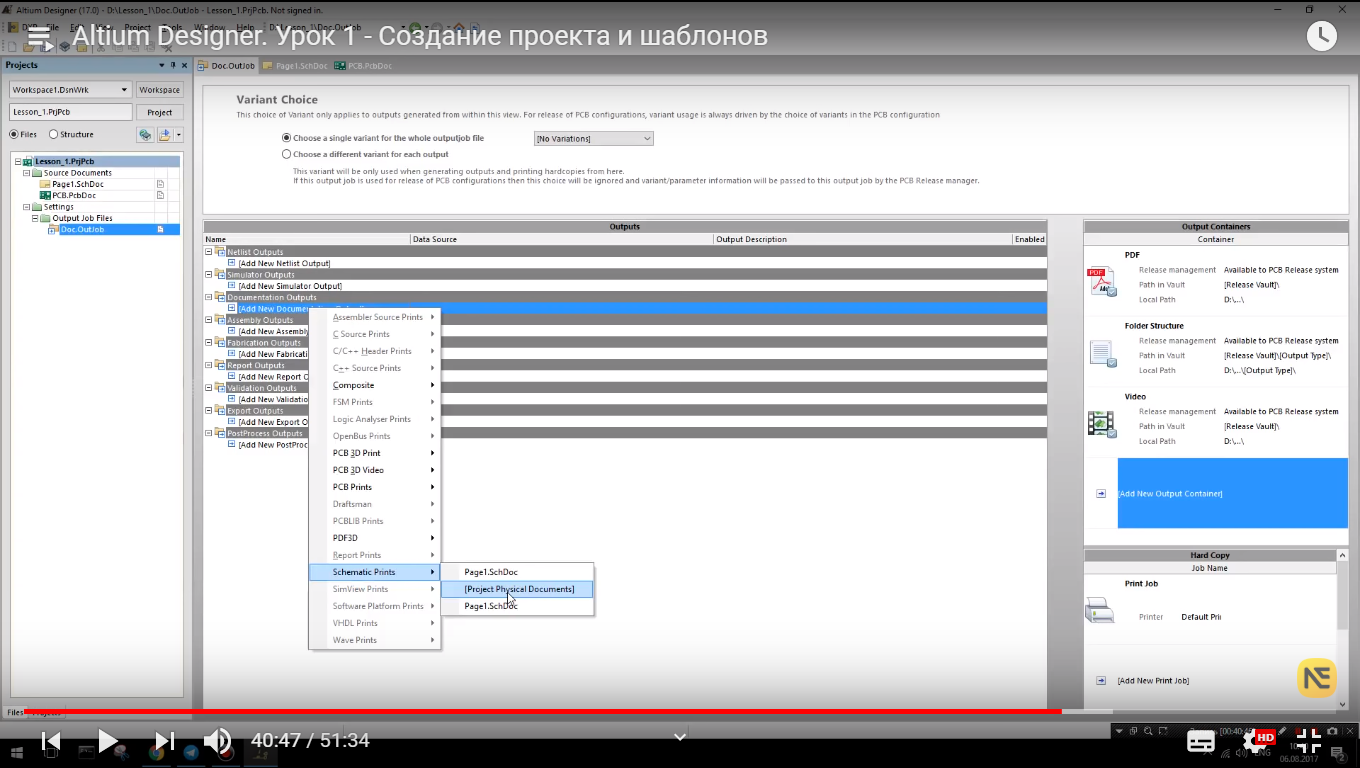 Altium Designer (17.0) - D:\Lesson_1\Doc.OutJob - Lesson_1.PrjPcb. Not signed in.
DXP File Edit View Project Tools Window Help D:\Lesson_1\Doc.OutJob
Altium Designer. Урок 1 - Создание проекта и шаблонов
Projects
Doc.OutJob Page1.SchDoc PCB.PcbDoc
Workspace1.DsnWrk Workspace
Lesson_1.PrjPcb Project
Files Structure
Lesson_1.PrjPcb
Source Documents
Page1.SchDoc
PCB.PcbDoc
Settings
Output Job Files
Doc.OutJob
Variant Choice
This choice of Variant only applies to outputs generated from within this view. For release of PCB configurations, variant usage is always driven by the choice of variants in the PCB configuration
Choose a single variant for the whole outputjob file [No Variations]
Choose a different variant for each output
This variant will be only used when generating outputs and printing hardcopies from here.
If this output job is used for release of PCB configurations then this choice will be ignored and variant/parameter information will be passed to this output job by the PCB Release manager.
Outputs
Name Data Source Output Description Enabled
Netlist Outputs
[Add New Netlist Output]
Simulator Outputs
[Add New Simulator Output]
Documentation Outputs
[Add New Documentation Output]
Assembly Outputs
[Add New Assembly
Fabrication Outputs
[Add New Fabricati
Report Outputs
[Add New Report O
Validation Outputs
[Add New Validatio
Export Outputs
[Add New Export O
PostProcess Outputs
[Add New PostProc
Assembler Source Prints
C Source Prints
C/C++ Header Prints
C++ Source Prints
Composite
FSM Prints
Logic Analyser Prints
OpenBus Prints
PCB 3D Print
PCB 3D Video
PCB Prints
Draftsman
PCBLIB Prints
PDF3D
Report Prints
Schematic Prints
SimView Prints
Software Platform Prints
VHDL Prints
Wave Prints
Page1.SchDoc
[Project Physical Documents]
Page1.SchDoc
Output Containers
Container
PDF
Release management Available to PCB Release system
Path in Vault [Release Vault]\
Local Path D:\...\
Folder Structure
Release management Available to PCB Release system
Path in Vault [Release Vault]\[Output Type]\
Local Path D:\...\[Output Type]\
Video
Release management Available to PCB Release system
Path in Vault [Release Vault]\
Local Path D:\...\
[Add New Output Container]
Hard Copy
Job Name
Print Job
Printer Default Prin
[Add New Print Job]
NE
Files Projects
40:47 / 51:34
HD
ENG
06.08.2017